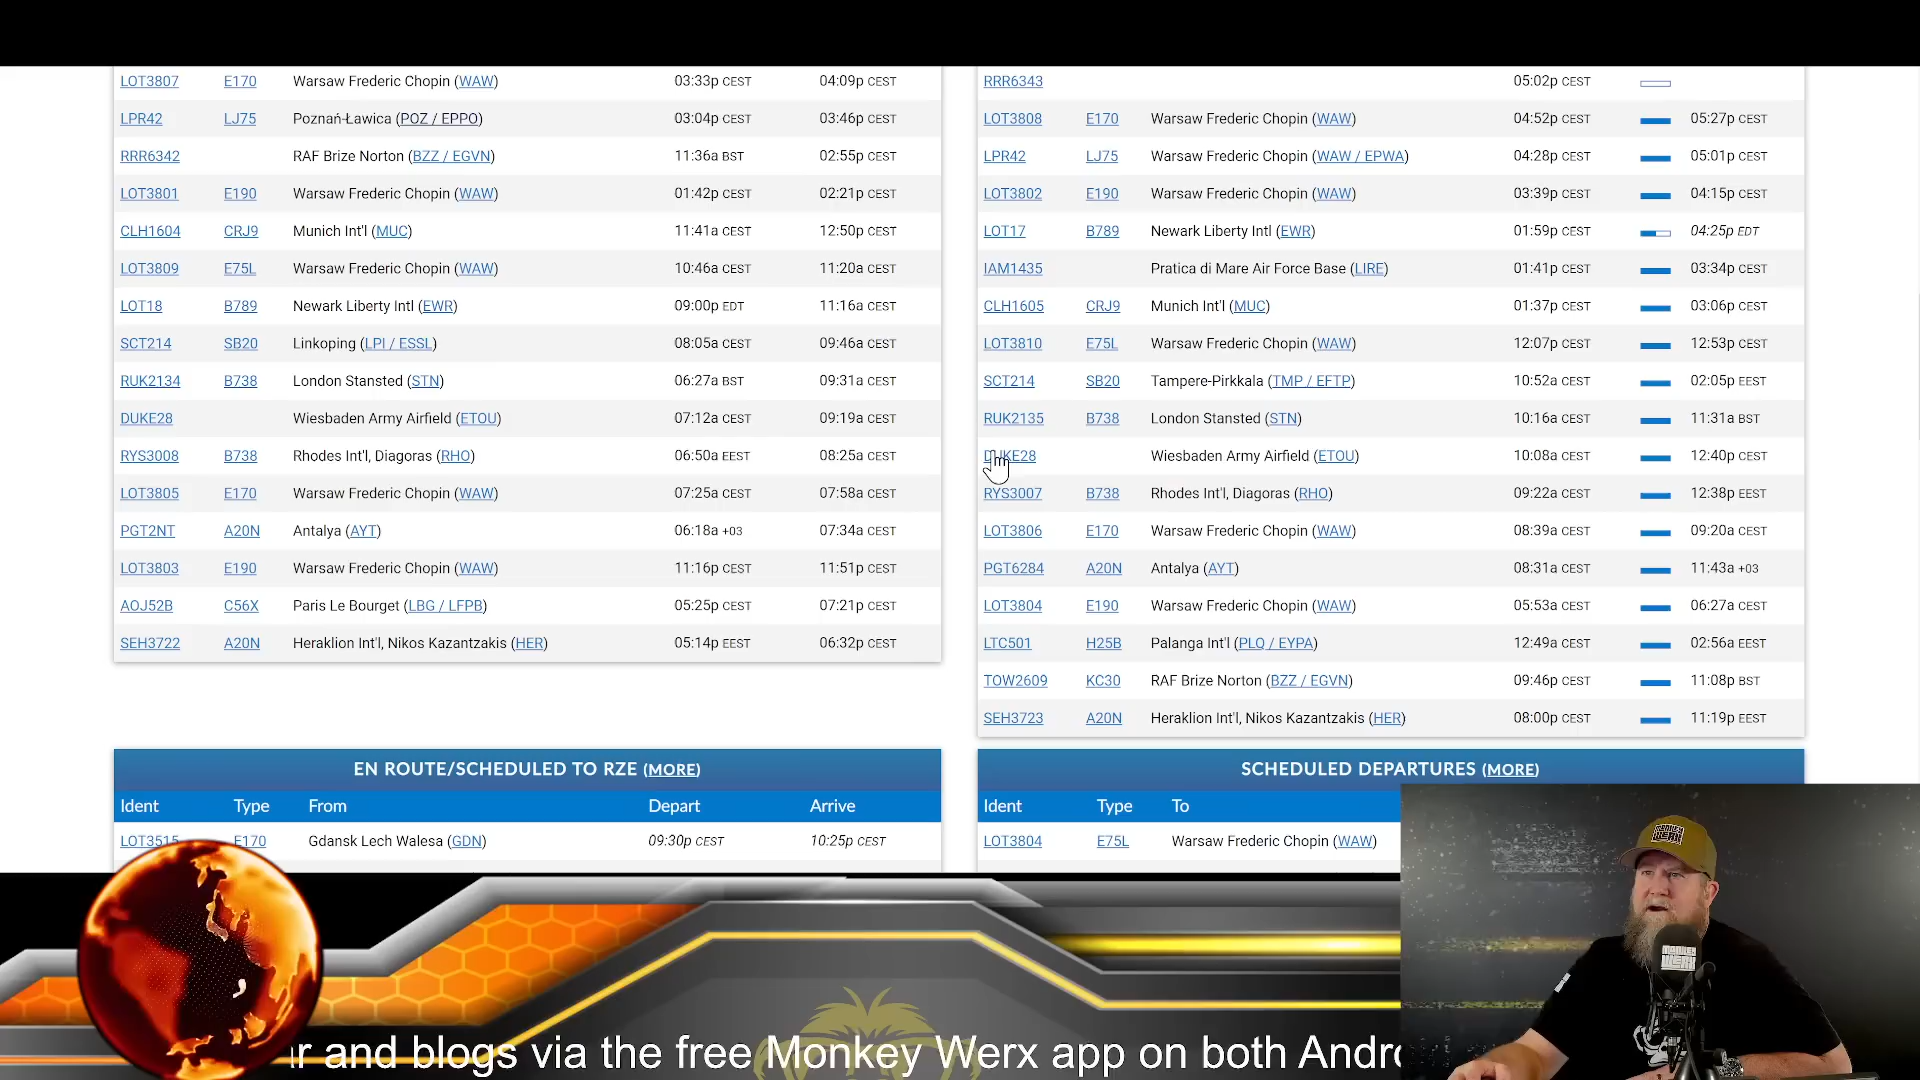 LOT3807 E170 Warsaw Frederic Chopin (WAW) 03:33p CEST 04:09p CEST
LPR42 LJ75 Poznań-Ławica (POZ / EPPO) 03:04p CEST 03:46p CEST
RRR6342 RAF Brize Norton (BZZ / EGVN) 11:36a BST 02:55p CEST
LOT3801 E190 Warsaw Frederic Chopin (WAW) 01:42p CEST 02:21p CEST
CLH1604 CRJ9 Munich Int'l (MUC) 11:41a CEST 12:50p CEST
LOT3809 E75L Warsaw Frederic Chopin (WAW) 10:46a CEST 11:20a CEST
LOT18 B789 Newark Liberty Intl (EWR) 09:00p EDT 11:16a CEST
SCT214 SB20 Linkoping (LPI / ESSL) 08:05a CEST 09:46a CEST
RUK2134 B738 London Stansted (STN) 06:27a BST 09:31a CEST
DUKE28 Wiesbaden Army Airfield (ETOU) 07:12a CEST 09:19a CEST
RYS3008 B738 Rhodes Int'l, Diagoras (RHO) 06:50a EEST 08:25a CEST
LOT3805 E170 Warsaw Frederic Chopin (WAW) 07:25a CEST 07:58a CEST
PGT2NT A20N Antalya (AYT) 06:18a +03 07:34a CEST
LOT3803 E190 Warsaw Frederic Chopin (WAW) 11:16p CEST 11:51p CEST
AOJ52B C56X Paris Le Bourget (LBG / LFPB) 05:25p CEST 07:21p CEST
SEH3722 A20N Heraklion Int'l, Nikos Kazantzakis (HER) 05:14p EEST 06:32p CEST
RRR6343 05:02p CEST
LOT3808 E170 Warsaw Frederic Chopin (WAW) 04:52p CEST 05:27p CEST
LPR42 LJ75 Warsaw Frederic Chopin (WAW / EPWA) 04:28p CEST 05:01p CEST
LOT3802 E190 Warsaw Frederic Chopin (WAW) 03:39p CEST 04:15p CEST
LOT17 B789 Newark Liberty Intl (EWR) 01:59p CEST 04:25p EDT
IAM1435 Pratica di Mare Air Force Base (LIRE) 01:41p CEST 03:34p CEST
CLH1605 CRJ9 Munich Int'l (MUC) 01:37p CEST 03:06p CEST
LOT3810 E75L Warsaw Frederic Chopin (WAW) 12:07p CEST 12:53p CEST
SCT214 SB20 Tampere-Pirkkala (TMP / EFTP) 10:52a CEST 02:05p EEST
RUK2135 B738 London Stansted (STN) 10:16a CEST 11:31a BST
DUKE28 Wiesbaden Army Airfield (ETOU) 10:08a CEST 12:40p CEST
RYS3007 B738 Rhodes Int'l, Diagoras (RHO) 09:22a CEST 12:38p EEST
LOT3806 E170 Warsaw Frederic Chopin (WAW) 08:39a CEST 09:20a CEST
PGT6284 A20N Antalya (AYT) 08:31a CEST 11:43a +03
LOT3804 E190 Warsaw Frederic Chopin (WAW) 05:53a CEST 06:27a CEST
LTC501 H25B Palanga Int'l (PLQ / EYPA) 12:49a CEST 02:56a EEST
TOW2609 KC30 RAF Brize Norton (BZZ / EGVN) 09:46p CEST 11:08p BST
SEH3723 A20N Heraklion Int'l, Nikos Kazantzakis (HER) 08:00p CEST 11:19p EEST
EN ROUTE/SCHEDULED TO RZE (MORE)
Ident Type From Depart Arrive
LOT3515 E170 Gdansk Lech Walesa (GDN) 09:30p CEST 10:25p CEST
SCHEDULED DEPARTURES (MORE)
Ident Type To
LOT3804 E75L Warsaw Frederic Chopin (WAW)
MONKEY
WERX
MONKEY
WERX
r and blogs via the free Monkey Werx app on both Andro